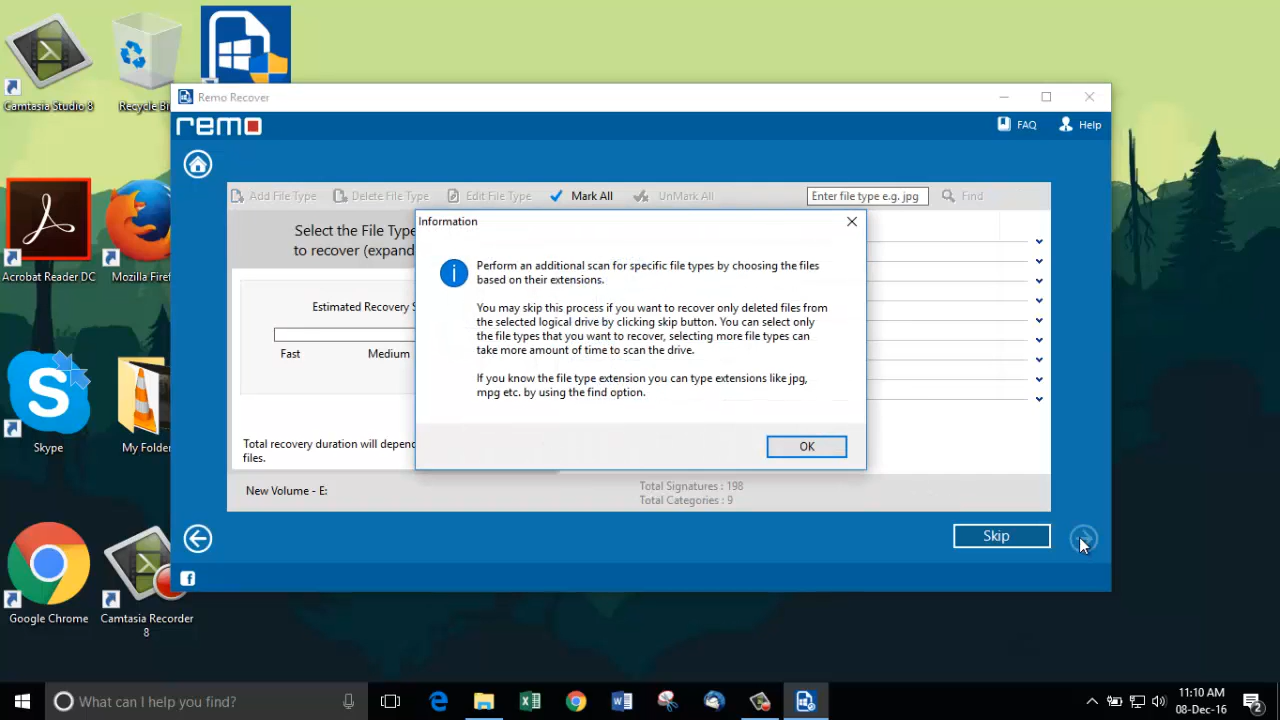 Camtasia Studio 8
Recycle Bi
Acrobat Reader DC
Mozilla Firef
Skype
My Folder
Google Chrome
Camtasia Recorder
8
Remo Recover
remo
FAQ
Help
Add File Type
Delete File Type
Edit File Type
Mark All
UnMark All
Enter file type e.g. jpg
Find
Select the File Type
to recover (expand
Estimated Recovery S
Fast
Medium
Total recovery duration will depend
files.
New Volume - E:
Total Signatures : 198
Total Categories : 9
Information
Perform an additional scan for specific file types by choosing the files
based on their extensions.
You may skip this process if you want to recover only deleted files from
the selected logical drive by clicking skip button. You can select only
the file types that you want to recover, selecting more file types can
take more amount of time to scan the drive.
If you know the file type extension you can type extensions like jpg,
mpg etc. by using the find option.
OK
Skip
What can I help you find?
11:10 AM
08-Dec-16
2